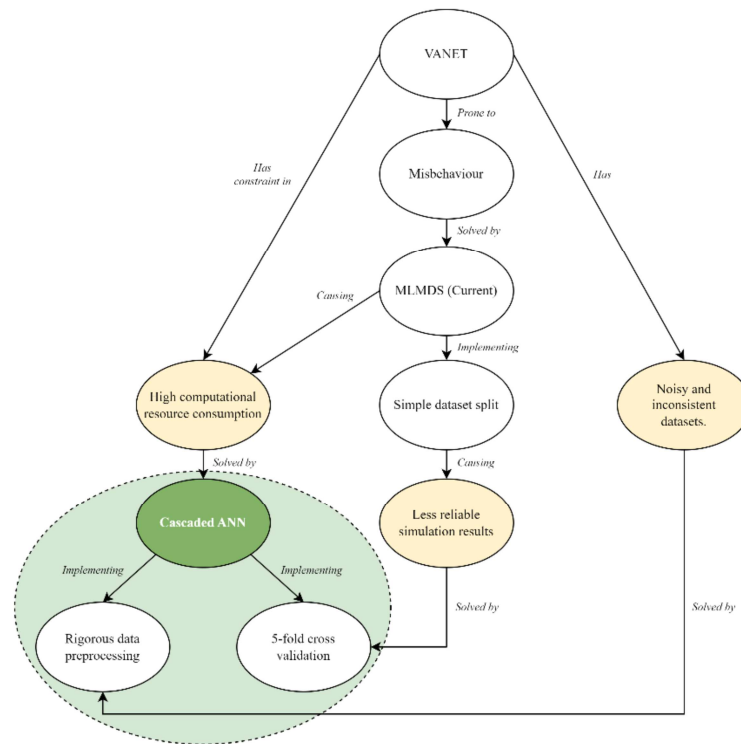 VANET
Prone to
Has
constraint in
Has
Misbehaviour
Solved by
MLMDS (Current)
Causing
Implementing
High computational
resource consumption
Simple dataset split
Noisy and
inconsistent
datasets.
Solved by
Causing
Cascaded ANN
Less reliable
simulation results
Implementing
Implementing
Solved by
Solved by
Rigorous data
preprocessing
5-fold cross
validation